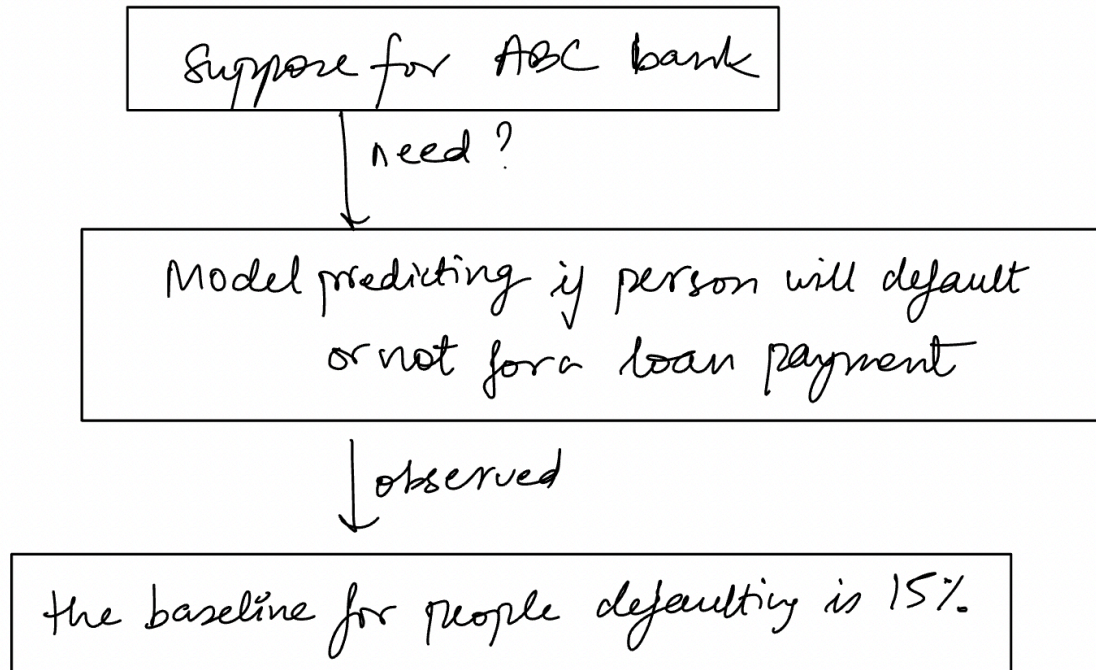 Suppose for ABC bank
need?
Model predicting if person will default
or not for a loan payment
observed
the baseline for people defaulting is 15%.